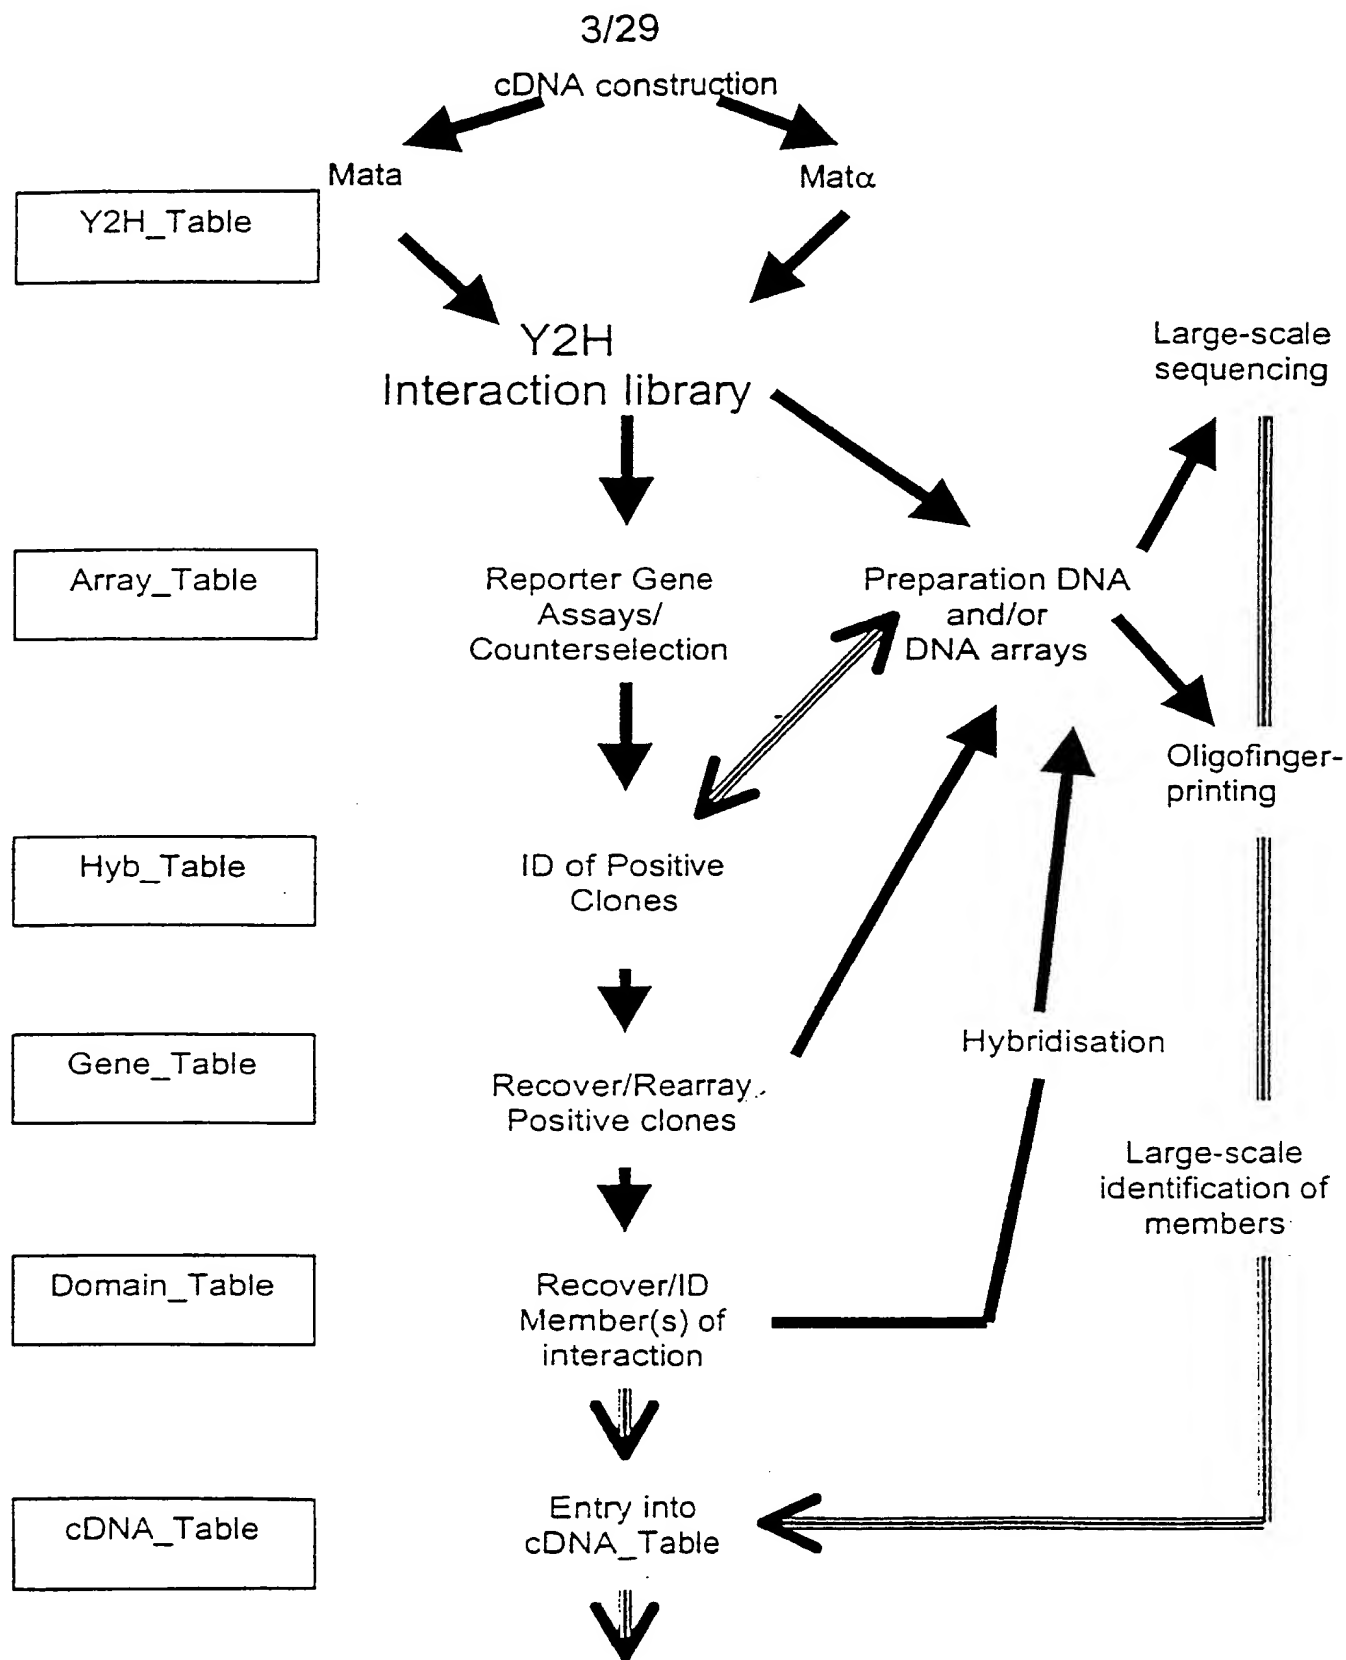 3/29
cDNA construction
Mata
Matα
Y2H_Table
Y2H
Interaction library
Large-scale
sequencing
Array_Table
Reporter Gene
Assays/
Counterselection
Preparation DNA
and/or
DNA arrays
Oligofinger-
printing
Hyb_Table
ID of Positive
Clones
Hybridisation
Gene_Table
Recover/Rearray
Positive clones
Large-scale
identification of
members
Domain_Table
Recover/ID
Member(s) of
interaction
cDNA_Table
Entry into
cDNA_Table